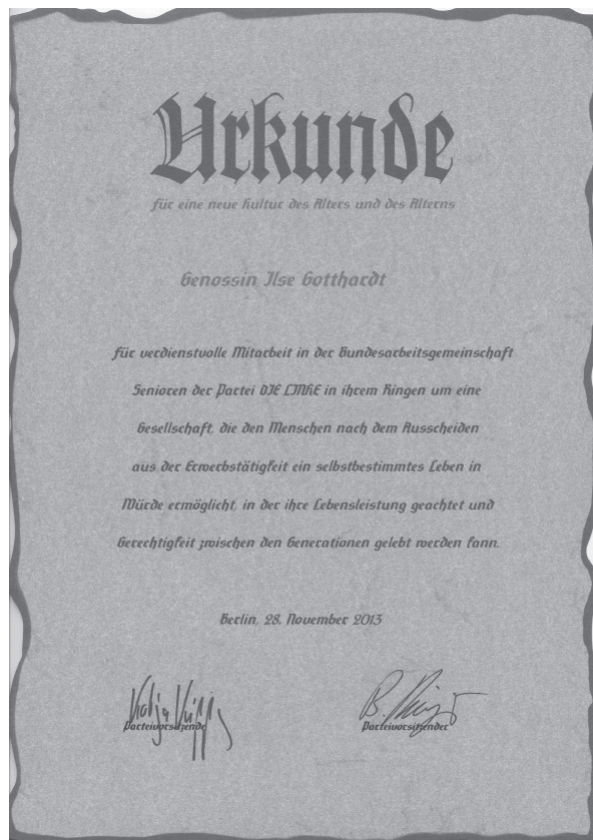 Urkunde
für eine neue Kultur des Alters und des Alterns
Genossin Ilse Gotthardt
für verdienstvolle Mitarbeit in der Bundesarbeitsgemeinschaft
Senioren der Partei DIE LINKE in ihrem Ringen um eine
Gesellschaft, die den Menschen nach dem Ausscheiden
aus der Erwerbstätigkeit ein selbstbestimmtes Leben in
Würde ermöglicht, in der ihre Lebensleistung geachtet und
Gerechtigkeit zwischen den Generationen gelebt werden kann.
Berlin, 28. November 2013
Katja Kipping
B. Riexinger
Parteivorsitzende
Parteivorsitzender